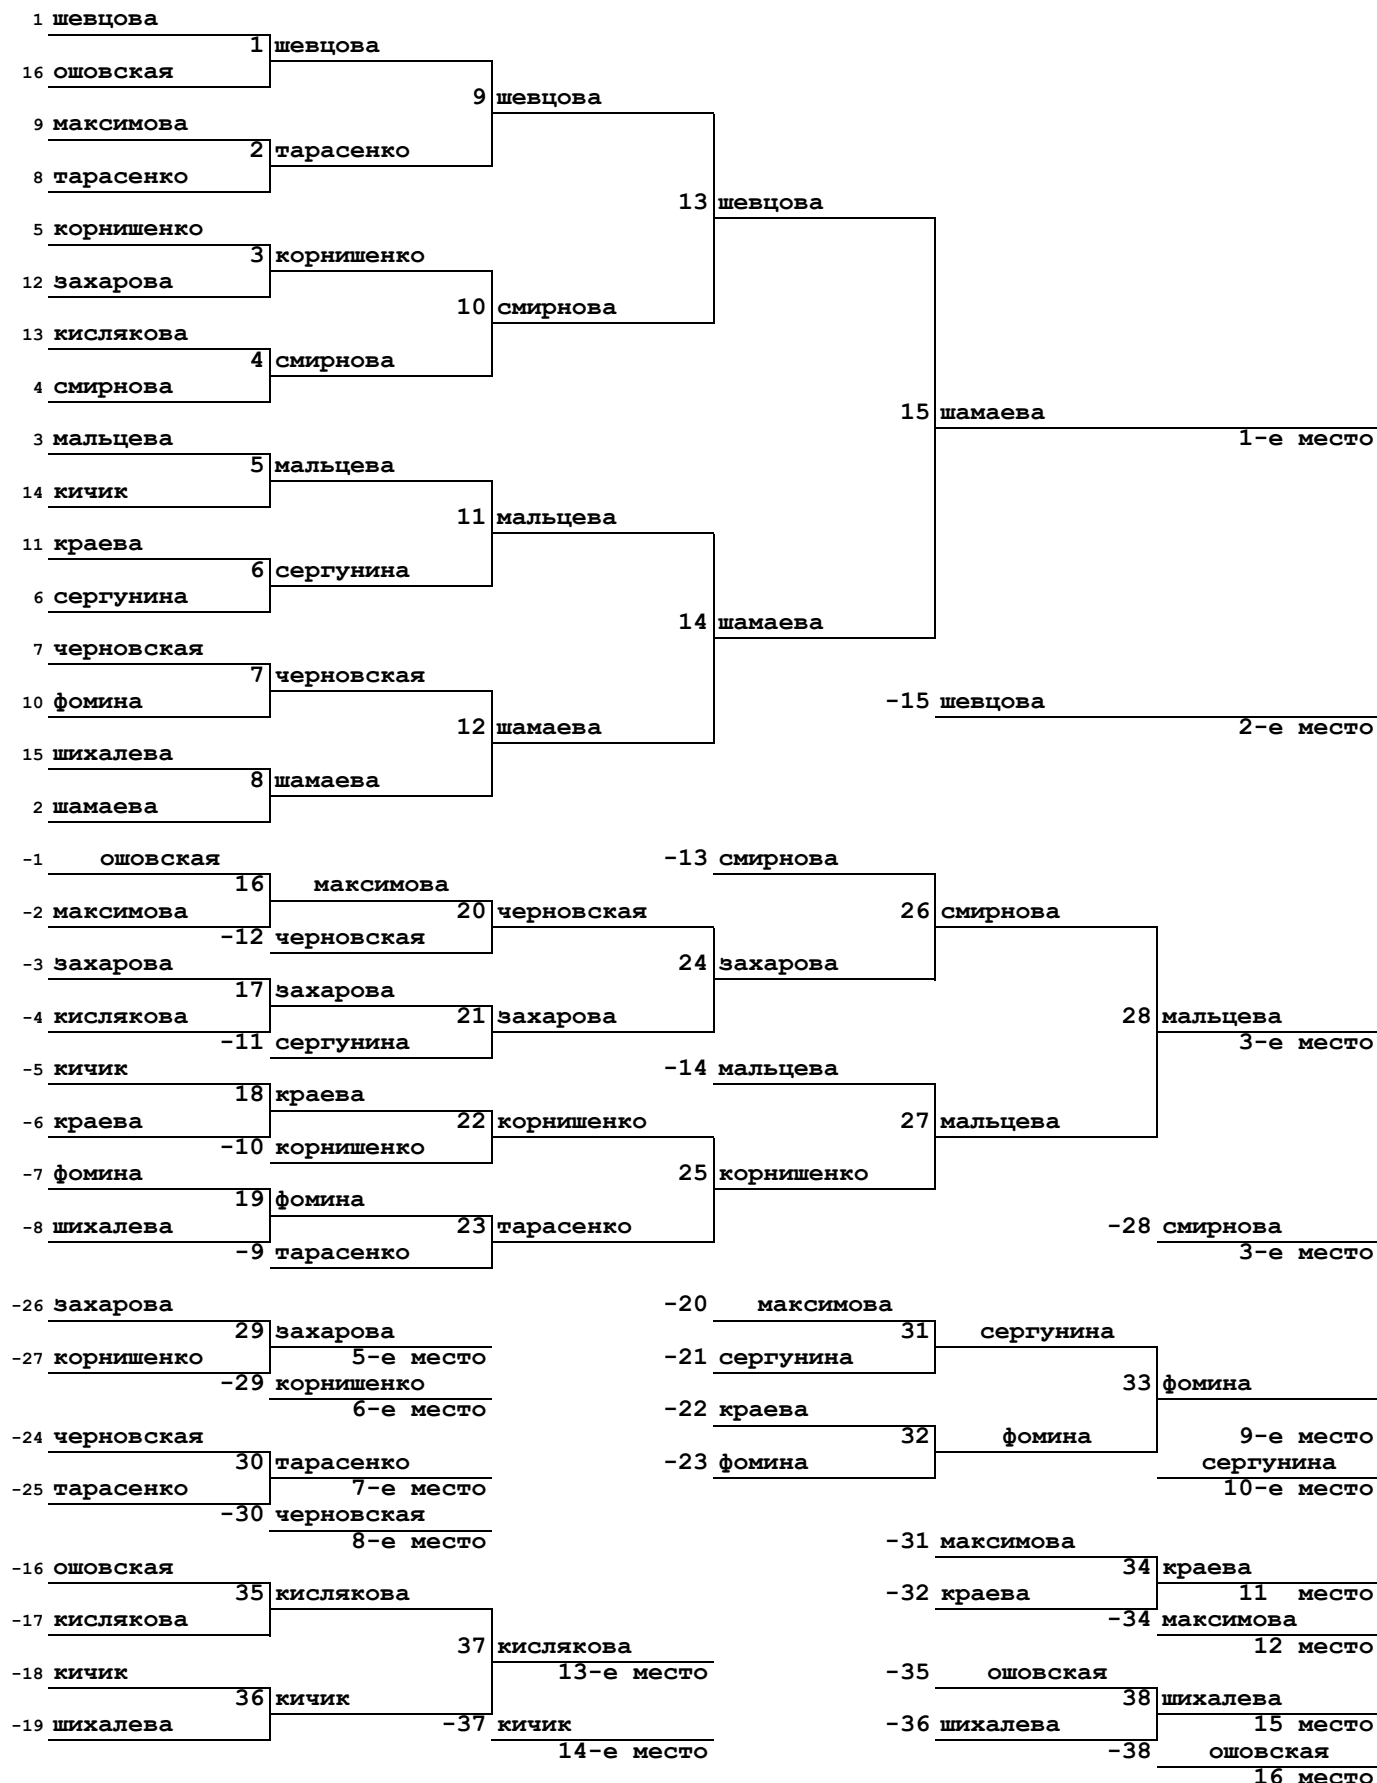 1 шевцова
1 шевцова
16 ошовская
9 шевцова
9 максимова
2 тарасенко
8 тарасенко
13 шевцова
5 корнишенко
3 корнишенко
12 захарова
10 смирнова
13 кислякова
4 смирнова
4 смирнова
15 шамаева
3 мальцева 1-е место
5 мальцева
14 кичик
11 мальцева
11 краева
6 сергунина
6 сергунина
14 шамаева
7 черновская
7 черновская
10 фомина -15 шевцова
12 шамаева 2-е место
15 шихалева
8 шамаева
2 шамаева
-1 ошовская -13 смирнова
16 максимова
-2 максимова 20 черновская 26 смирнова
-12 черновская
-3 захарова 24 захарова
17 захарова
-4 кислякова 21 захарова 28 мальцева
-11 сергунина 3-е место
-5 кичик -14 мальцева
18 краева
-6 краева 22 корнишенко 27 мальцева
-10 корнишенко
-7 фомина 25 корнишенко
19 фомина
-8 шихалева 23 тарасенко -28 смирнова
-9 тарасенко 3-е место
-26 захарова -20 максимова
29 захарова 31 сергунина
-27 корнишенко 5-е место -21 сергунина
-29 корнишенко 33 фомина
6-е место -22 краева
-24 черновская 32 фомина 9-е место
30 тарасенко -23 фомина сергунина
-25 тарасенко 7-е место 10-е место
-30 черновская
8-е место -31 максимова
-16 ошовская 34 краева
35 кислякова -32 краева 11 место
-17 кислякова -34 максимова
37 кислякова 12 место
-18 кичик 13-е место -35 ошовская
36 кичик 38 шихалева
-19 шихалева -37 кичик -36 шихалева 15 место
14-е место -38 ошовская
16 место